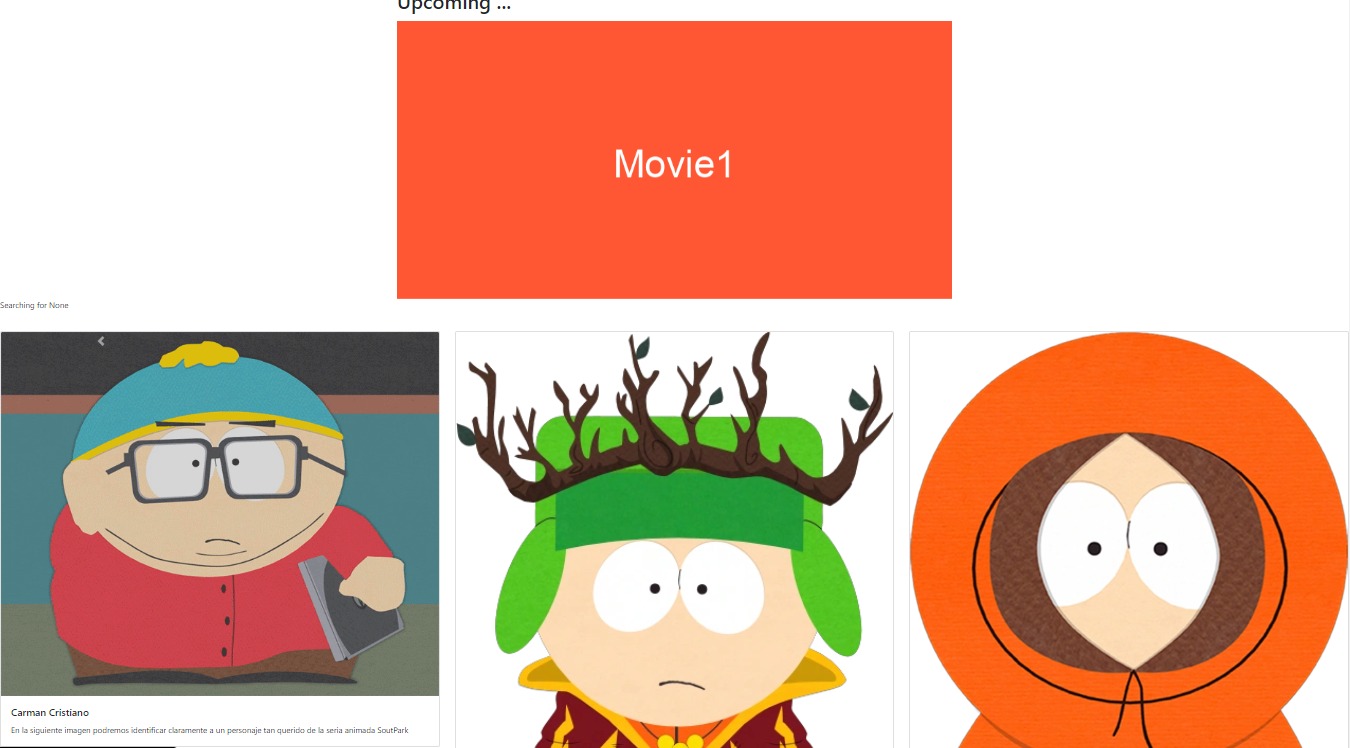 Upcoming ...
Movie1
Searching for None
Carman Cristiano
En la siguiente imagen podremos identificar claramente a un personaje tan querido de la seria animada SoutPark